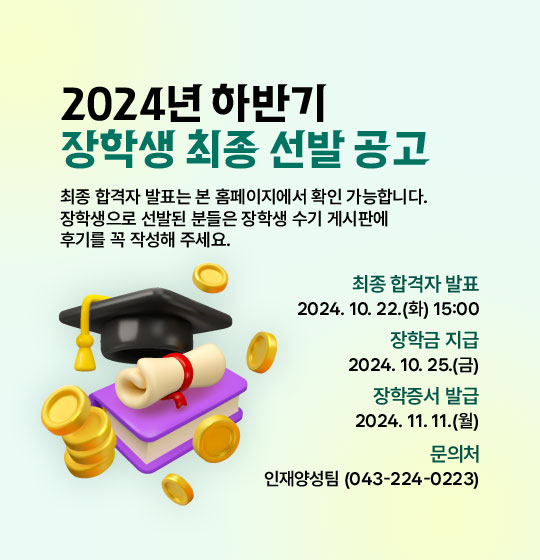 2024년 하반기
장학생 최종 선발 공고
최종 합격자 발표는 본 홈페이지에서 확인 가능합니다.
장학생으로 선발된 분들은 장학생 수기 게시판에
후기를 꼭 작성해 주세요.
최종 합격자 발표
2024. 10. 22.(화) 15:00
장학금 지급
2024. 10. 25.(금)
장학증서 발급
2024. 11. 11.(월)
문의처
인재양성팀 (043-224-0223)